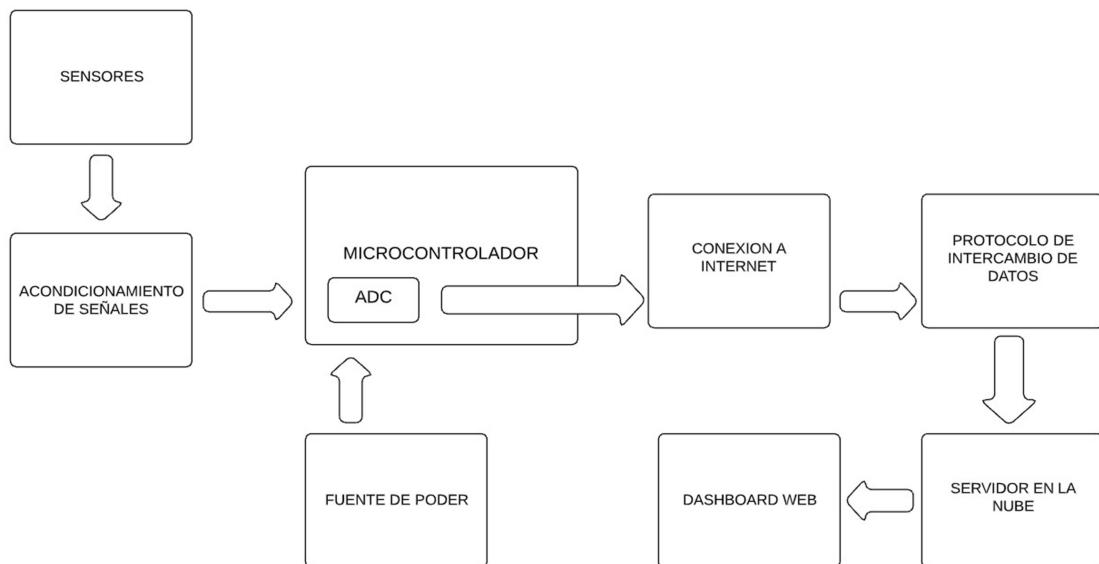 SENSORES
ACONDICIONAMIENTO
DE SEÑALES
MICROCONTROLADOR
ADC
FUENTE DE PODER
CONEXION A
INTERNET
PROTOCOLO DE
INTERCAMBIO DE
DATOS
SERVIDOR EN LA
NUBE
DASHBOARD WEB